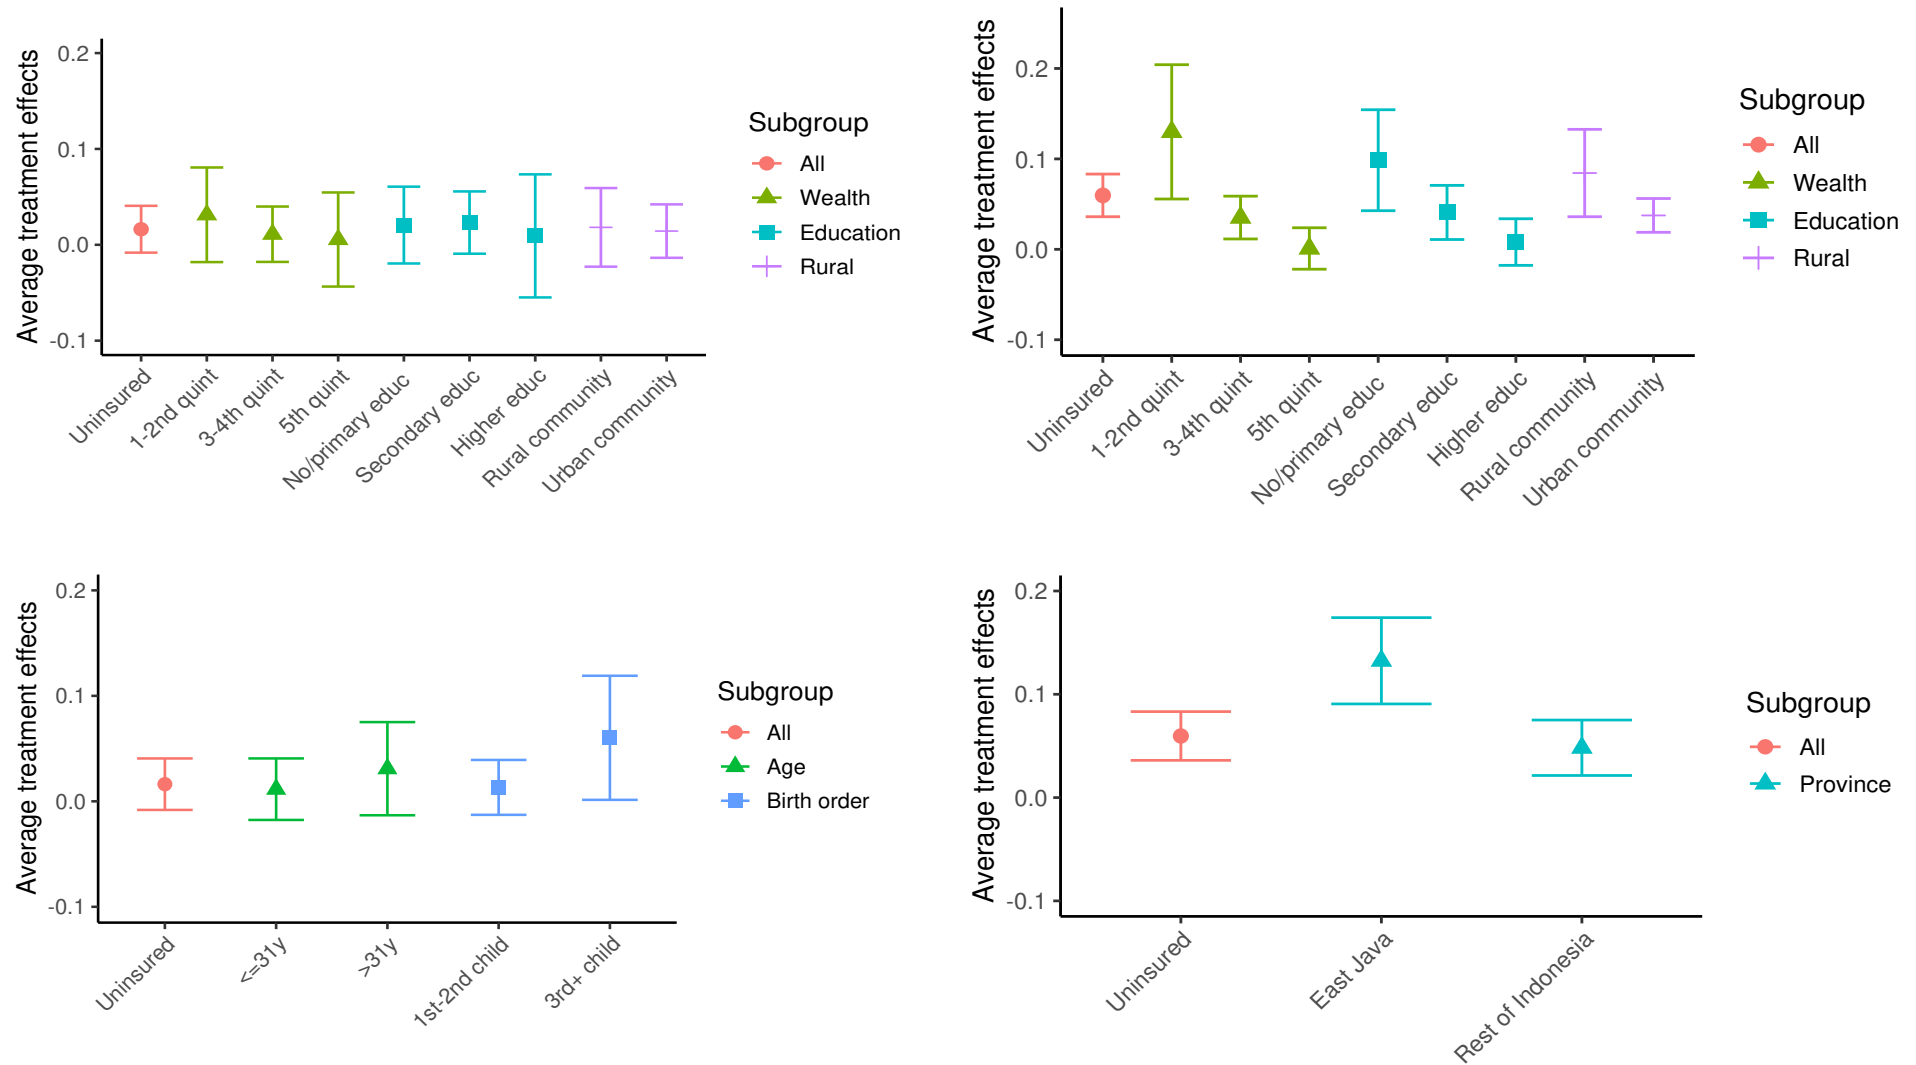 Average treatment effects
0.2
0.1
0.0
-0.1
Uninsured
1-2nd quint
3-4th quint
5th quint
No/primary educ
Secondary educ
Higher educ
Rural community
Urban community
Subgroup
All
Wealth
Education
Rural
Average treatment effects
0.2
0.1
0.0
-0.1
Uninsured
1-2nd quint
3-4th quint
5th quint
No/primary educ
Secondary educ
Higher educ
Rural community
Urban community
Subgroup
All
Wealth
Education
Rural
Average treatment effects
0.2
0.1
0.0
-0.1
Uninsured
<=31y
>31y
1st-2nd child
3rd+ child
Subgroup
All
Age
Birth order
Average treatment effects
0.2
0.1
0.0
-0.1
Uninsured
East Java
Rest of Indonesia
Subgroup
All
Province